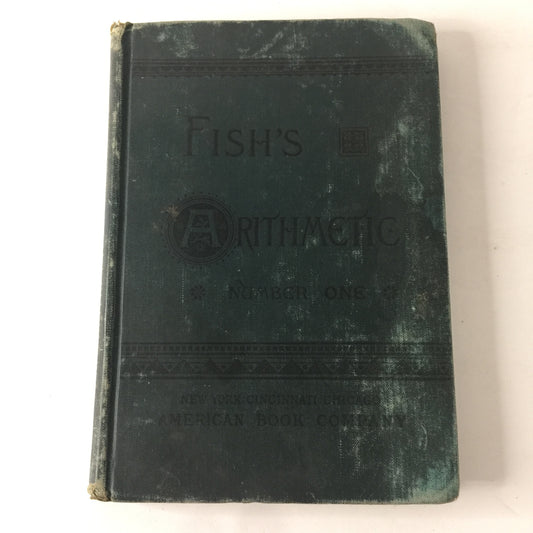 FISH'S
ARITHMETIC
NUMBER ONE
NEW YORK·CINCINNATI·CHICAGO
AMERICAN BOOK COMPANY